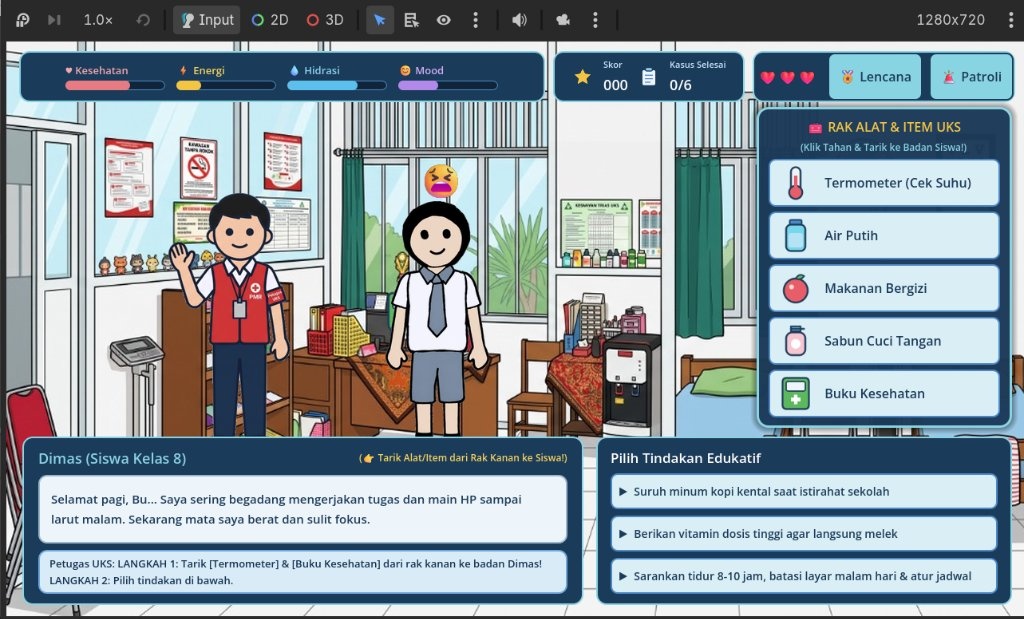 1.0×
Input
2D
3D
1280x720
Kesehatan
Energi
Hidrasi
Mood
Skor
000
Kasus Selesai
0/6
Lencana
Patroli
RAK ALAT & ITEM UKS
(Klik Tahan & Tarik ke Badan Siswa!)
Termometer (Cek Suhu)
Air Putih
Makanan Bergizi
Sabun Cuci Tangan
Buku Kesehatan
KAWASAN
TANPA ROKOK
PMR
Dimas (Siswa Kelas 8)
(👉 Tarik Alat/Item dari Rak Kanan ke Siswa!)
Selamat pagi, Bu... Saya sering begadang mengerjakan tugas dan main HP sampai
larut malam. Sekarang mata saya berat dan sulit fokus.
Petugas UKS: LANGKAH 1: Tarik [Termometer] & [Buku Kesehatan] dari rak kanan ke badan Dimas!
LANGKAH 2: Pilih tindakan di bawah.
Pilih Tindakan Edukatif
▶ Suruh minum kopi kental saat istirahat sekolah
▶ Berikan vitamin dosis tinggi agar langsung melek
▶ Sarankan tidur 8-10 jam, batasi layar malam hari & atur jadwal